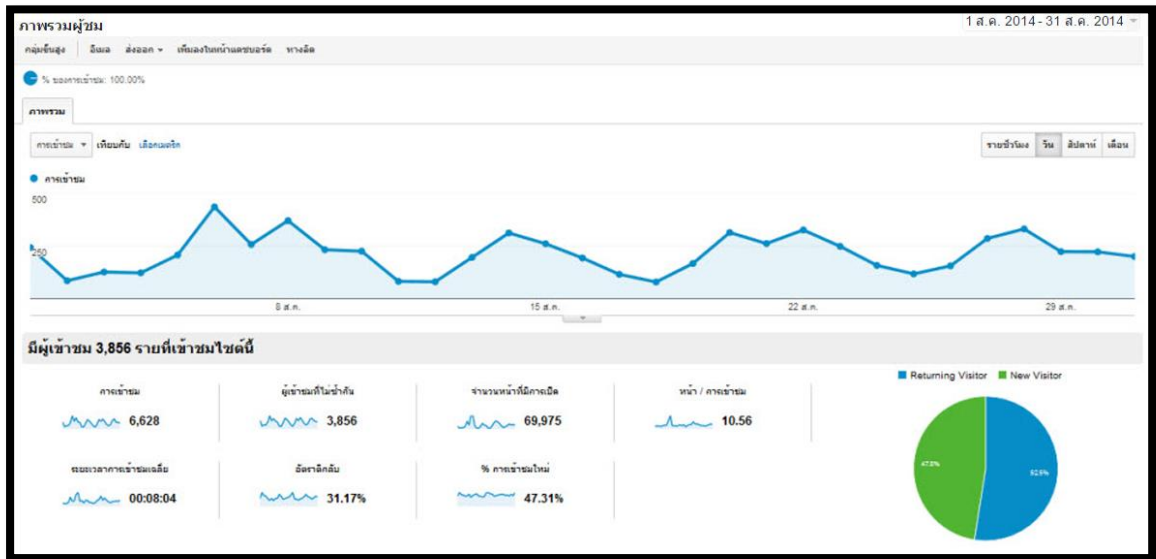 ภาพรวมผู้ชม
1 ส.ค. 2014 - 31 ส.ค. 2014
กลุ่มขั้นสูง อีเมล ส่งออก เพิ่มลงในหน้าแดชบอร์ด ทางลัด
% ของการเข้าชม: 100.00%
ภาพรวม
การเข้าชม เทียบกับ เลือกเมตริก
รายชั่วโมง วัน สัปดาห์ เดือน
การเข้าชม
500
250
8 ส.ค. 15 ส.ค. 22 ส.ค. 29 ส.ค.
มีผู้เข้าชม 3,856 รายที่เข้าชมไซต์นี้
การเข้าชม
6,628
ผู้เข้าชมที่ไม่ซ้ำกัน
3,856
จำนวนหน้าที่มีการเปิด
69,975
หน้า / การเข้าชม
10.56
ระยะเวลาการเข้าชมเฉลี่ย
00:08:04
อัตราตีกลับ
31.17%
% การเข้าชมใหม่
47.31%
Returning Visitor New Visitor